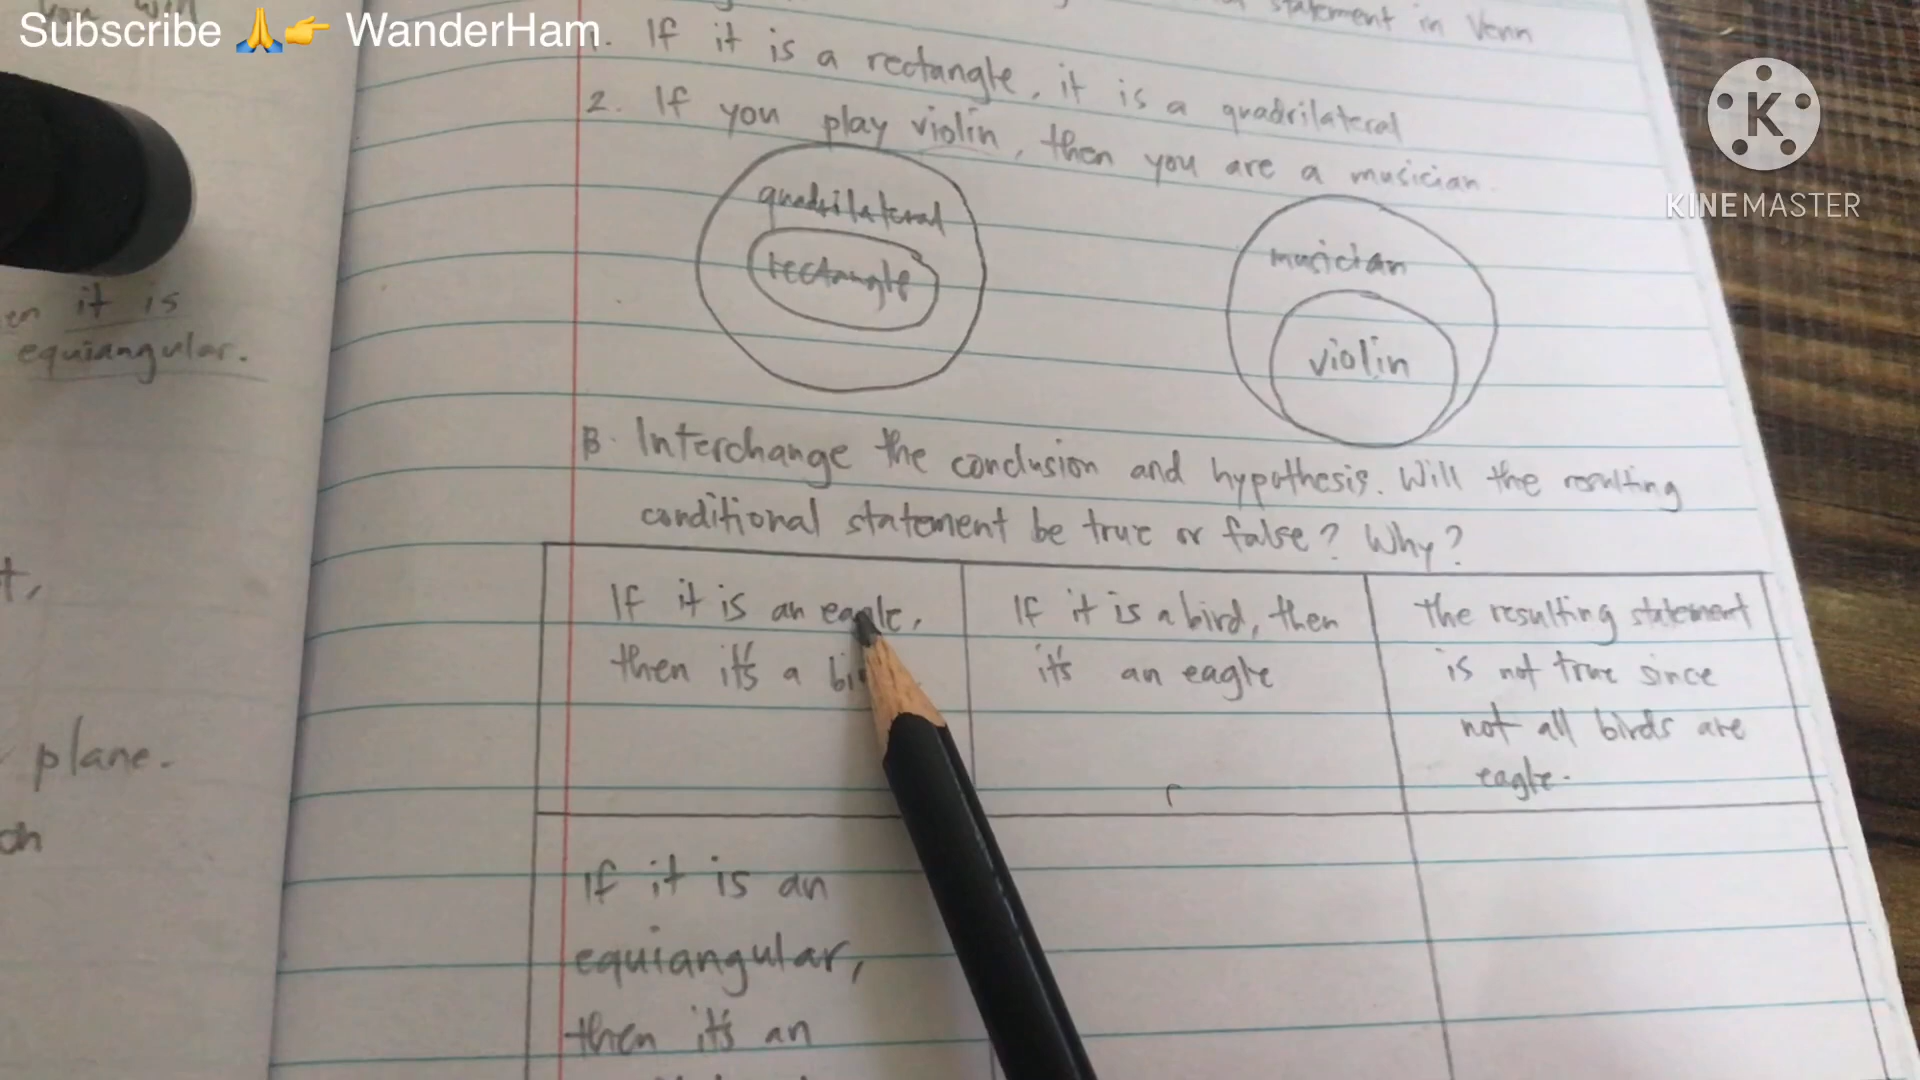 Subscribe 🙏👉 WanderHam
statement in Venn
1. If it is a rectangle, it is a quadrilateral
2. If you play violin, then you are a musician.
quadrilateral
rectangle
musician
violin
KINEMASTER
it is
equiangular.
plane.
B. Interchange the conclusion and hypothesis. Will the resulting
conditional statement be true or false? Why?
If it is an eagle,
then it's a
If it is a bird, then
it's an eagle
the resulting statement
is not true since
not all birds are
eagle.
If it is an
equiangular,
then it's an